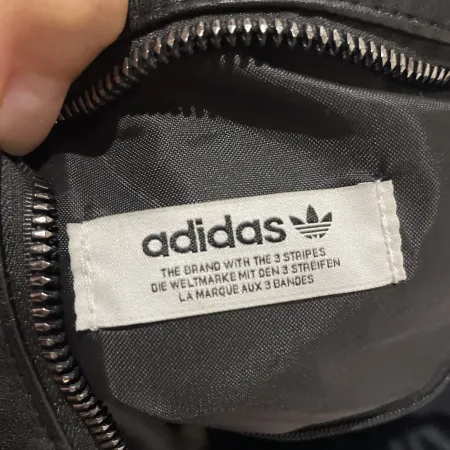 adidas
THE BRAND WITH THE 3 STRIPES
DIE WELTMARKE MIT DEN 3 STREIFEN
LA MARQUE AUX 3 BANDES